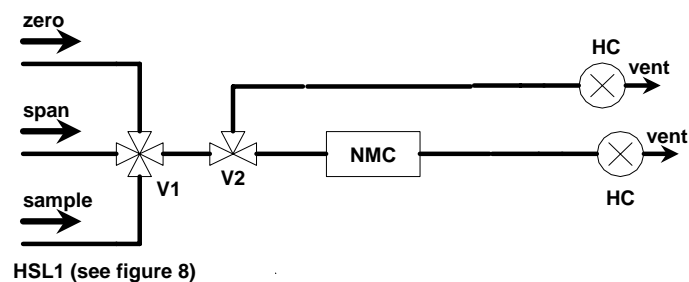 zero
HC
vent
span
vent
NMC
V1
V2
HC
sample
HSL1 (see figure 8)